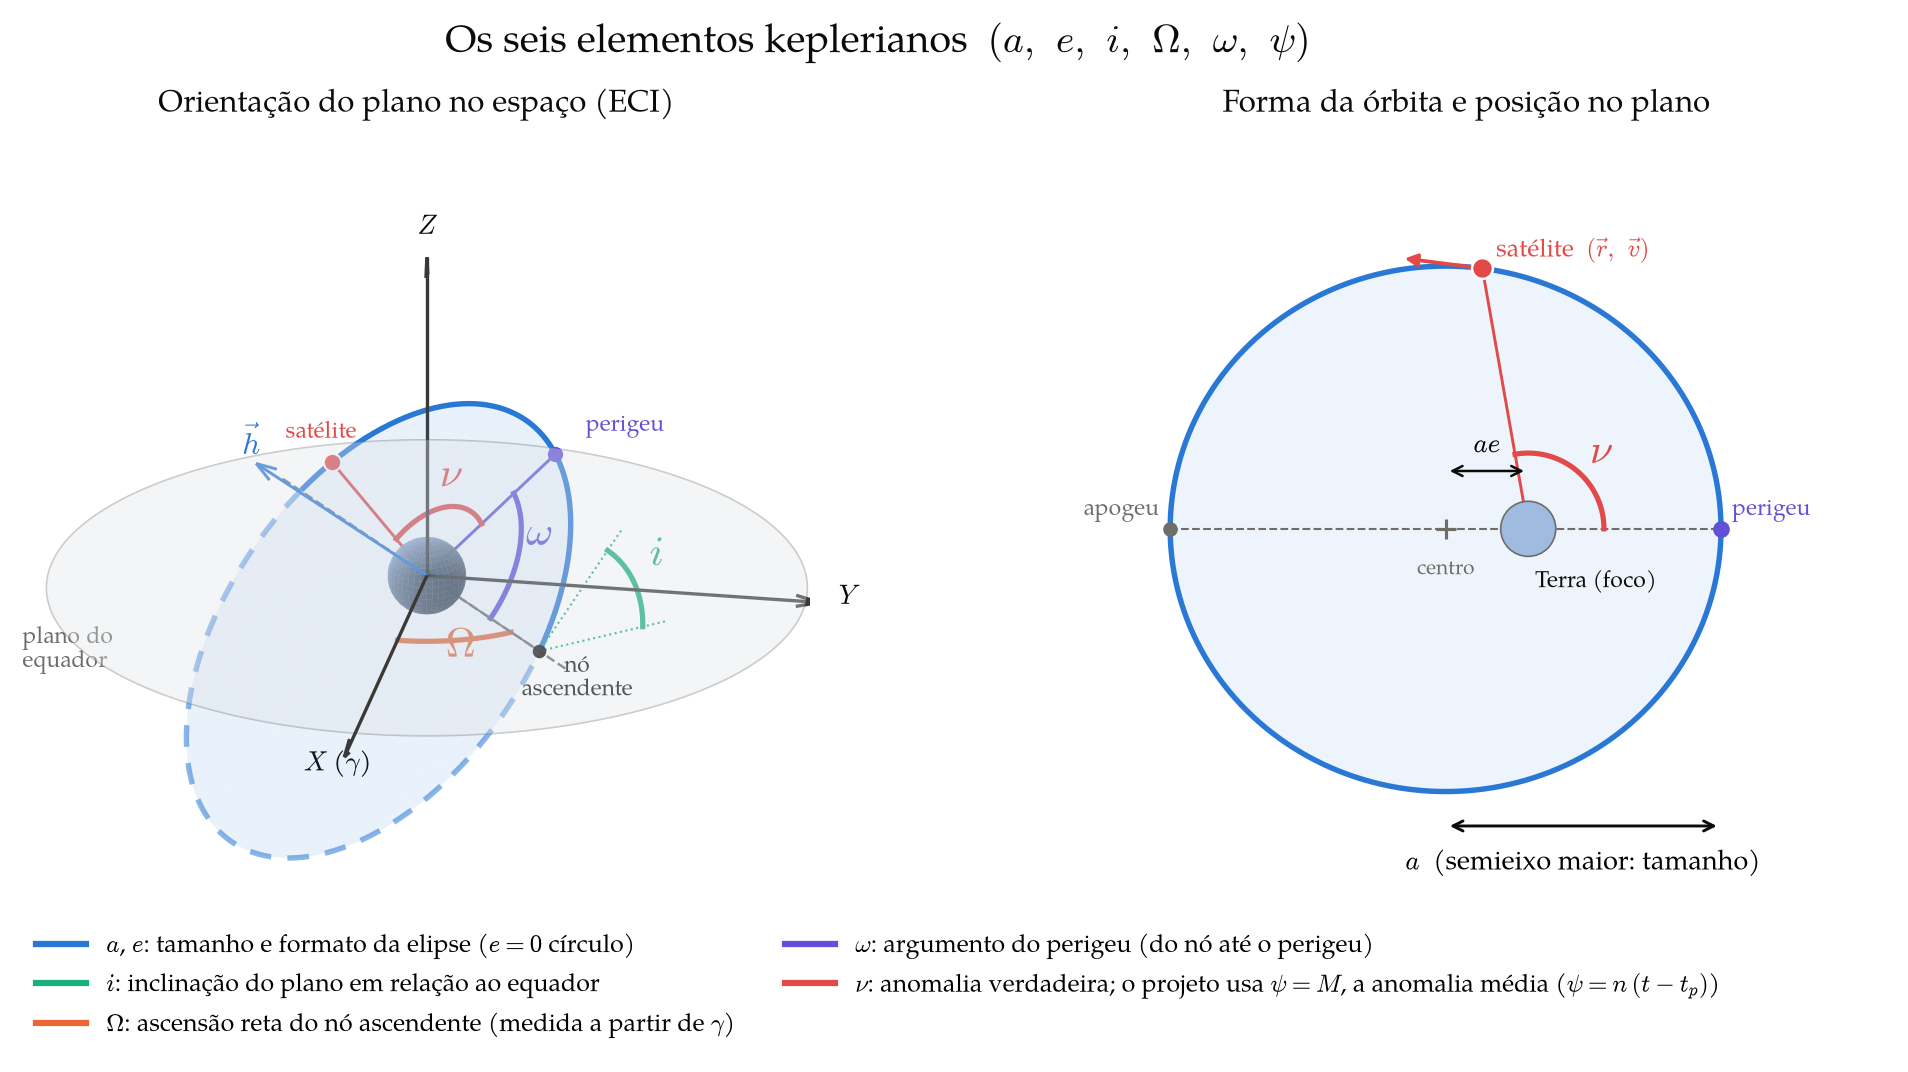 Os seis elementos keplerianos (a, e, i, Ω, ω, ψ)
Orientação do plano no espaço (ECI)
Forma da órbita e posição no plano
Z
satélite (r⃗, v⃗)
h⃗
satélite
perigeu
ν
ω
i
Y
plano do
equador
Ω
nó
ascendente
X (γ)
ae
ν
apogeu
perigeu
centro
Terra (foco)
a (semieixo maior: tamanho)
a, e: tamanho e formato da elipse (e = 0 círculo)
i: inclinação do plano em relação ao equador
Ω: ascensão reta do nó ascendente (medida a partir de γ)
ω: argumento do perigeu (do nó até o perigeu)
ν: anomalia verdadeira; o projeto usa ψ = M, a anomalia média (ψ = n (t − tₚ))